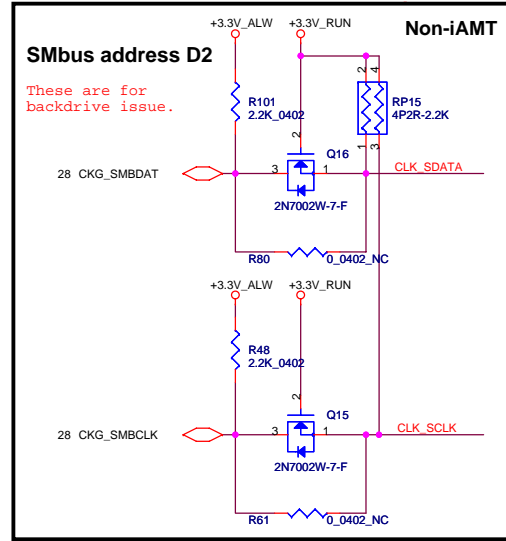 Non-iAMT
+3.3V_ALW
+3.3V_RUN
SMbus address D2
These are for
backdrive issue.
R101
2.2K_0402
2
4
RP15
4P2R-2.2K
1
3
2
Q16
28 CKG_SMBDAT
3
1
CLK_SDATA
2N7002W-7-F
R80
0_0402_NC
+3.3V_ALW
+3.3V_RUN
R48
2.2K_0402
2
Q15
28 CKG_SMBCLK
3
1
CLK_SCLK
2N7002W-7-F
R61
0_0402_NC